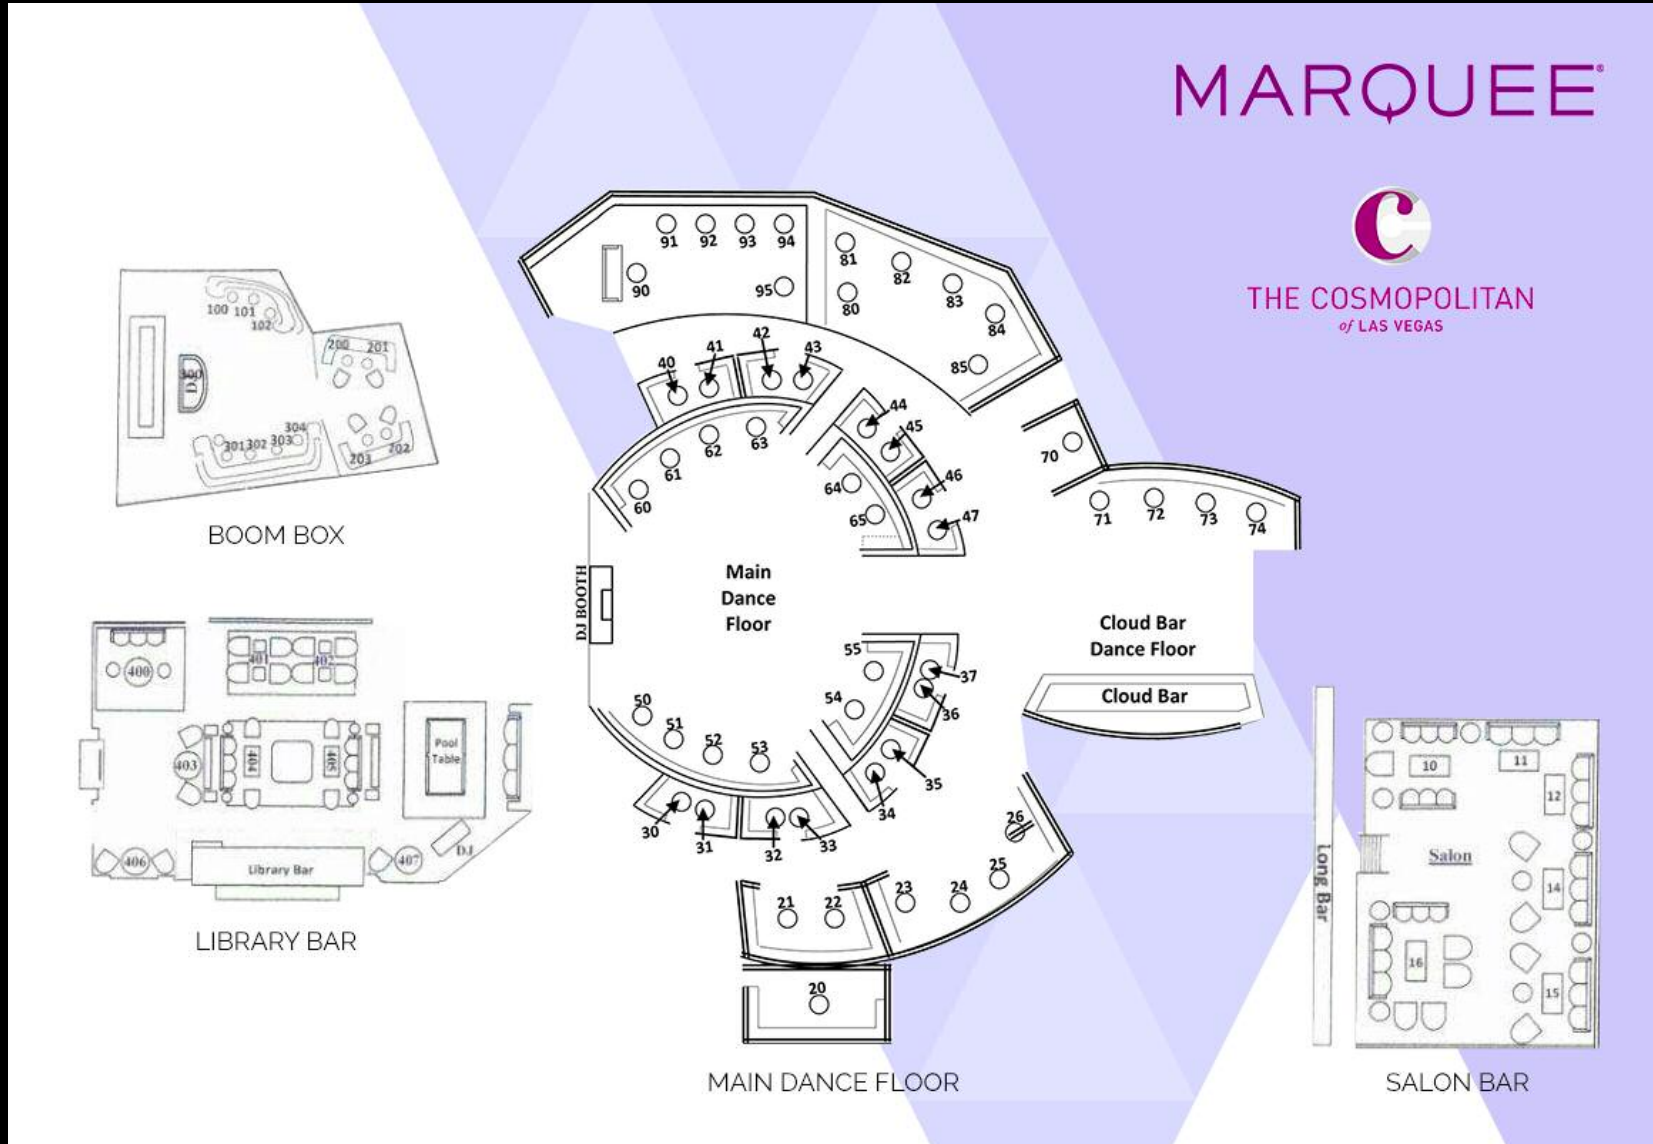 MARQUEE®
C
THE COSMOPOLITAN
of LAS VEGAS
100 101
102
200 201
300
DJ
304
301 302 303
203 202
BOOM BOX
91 92 93 94
90
95
81
82
83
80
84
85
40 41 42 43
44
45
46
47
60
61
62
63
64
65
70
71 72 73 74
DJ BOOTH
Main
Dance
Floor
Cloud Bar
Dance Floor
Cloud Bar
55
54
50
51
52
53
37
36
35
34
30 31 32 33
26
25
24
23
21 22
20
MAIN DANCE FLOOR
400
401 402
403
404
405
Pool
Table
406
Library Bar
407
DJ
LIBRARY BAR
Long Bar
10
11
12
Salon
14
16
15
SALON BAR